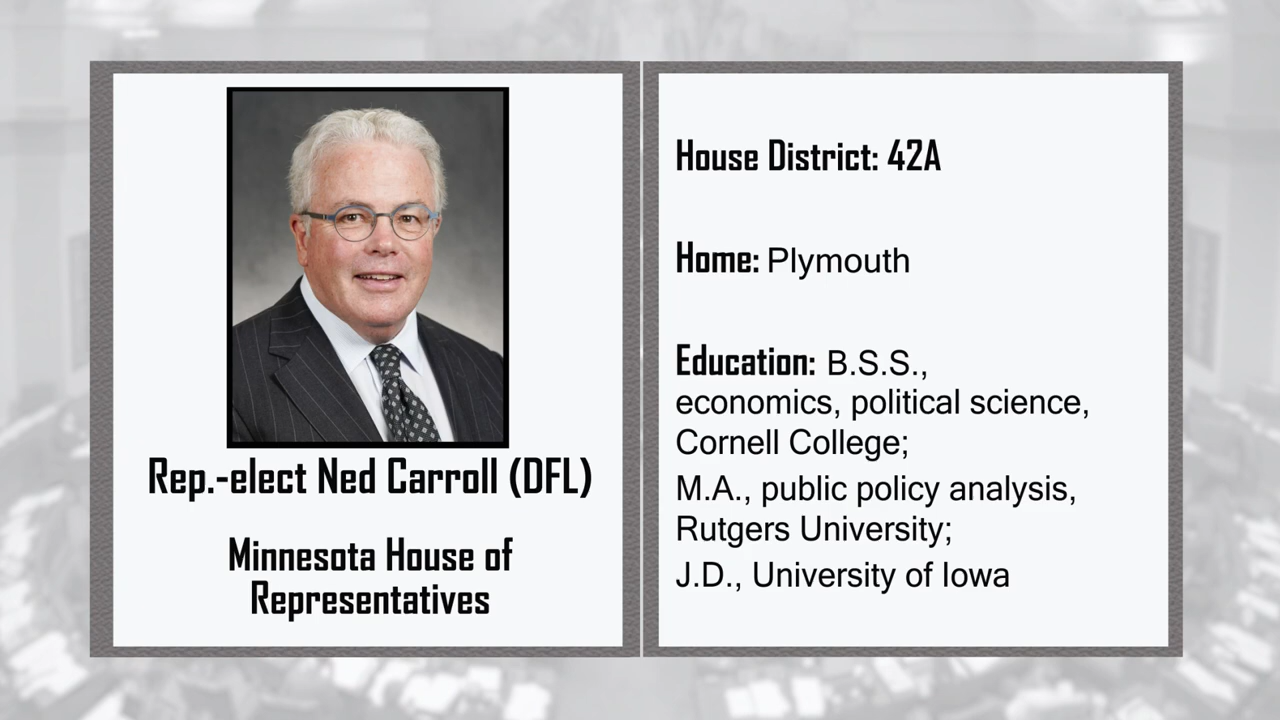 Rep.-elect Ned Carroll (DFL)
Minnesota House of
Representatives
House District: 42A
Home: Plymouth
Education: B.S.S.,
economics, political science,
Cornell College;
M.A., public policy analysis,
Rutgers University;
J.D., University of Iowa